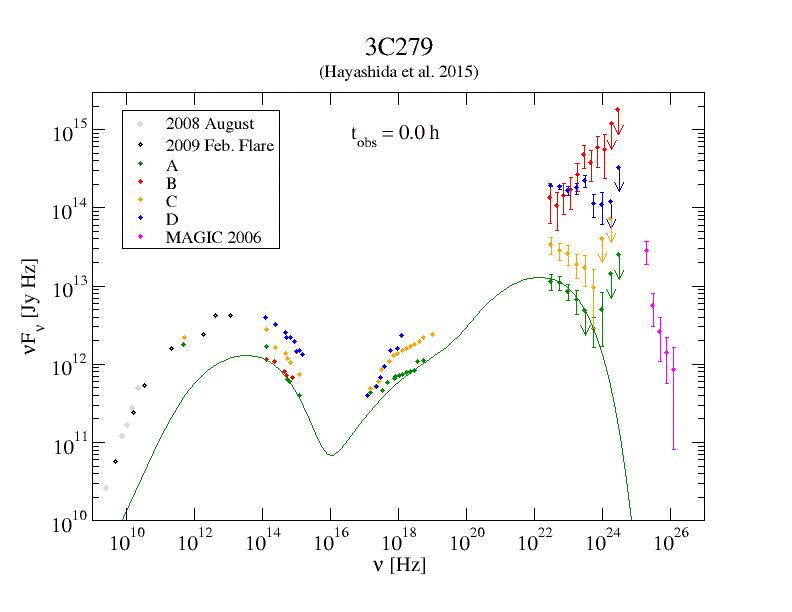 3C279
(Hayashida et al. 2015)
2008 August
2009 Feb. Flare
A
B
C
D
MAGIC 2006
t_obs = 0.0 h
νF_ν [Jy Hz]
10^15
10^14
10^13
10^12
10^11
10^10
10^10 10^12 10^14 10^16 10^18 10^20 10^22 10^24 10^26
ν [Hz]